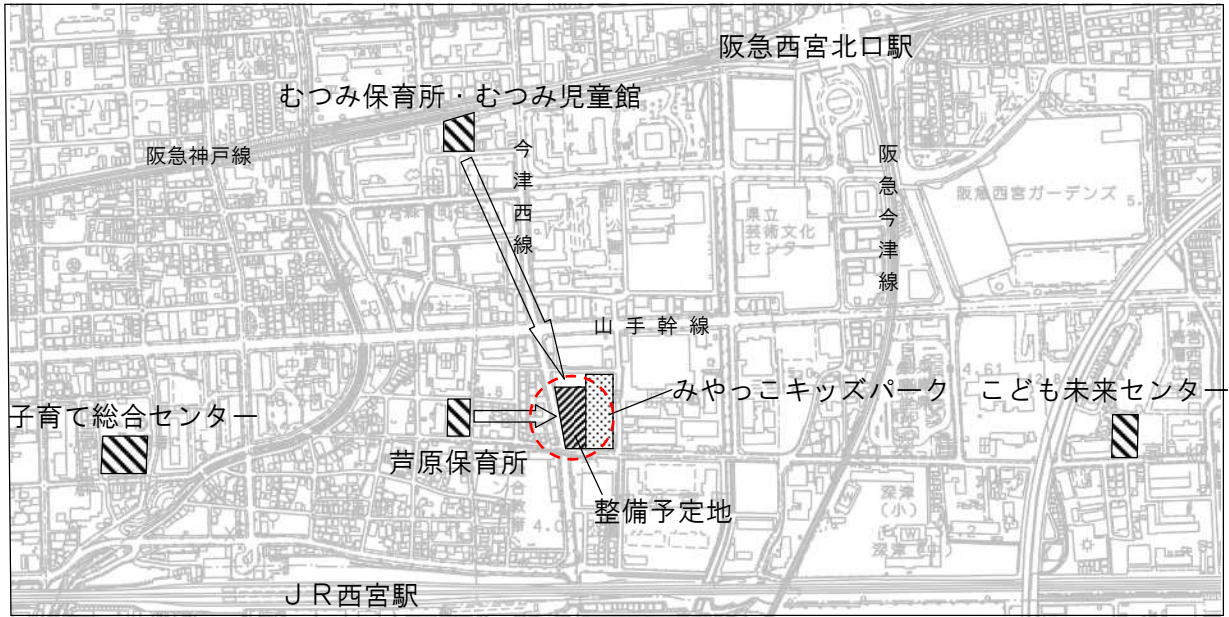 阪急西宮北口駅
むつみ保育所・むつみ児童館
阪急神戸線
今津西線
阪急今津線
阪急西宮ガーデンズ
県立
芸術文化
センター
山手幹線
みやっこキッズパーク
こども未来センター
子育て総合センター
芦原保育所
整備予定地
深津
(小)
ＪＲ西宮駅